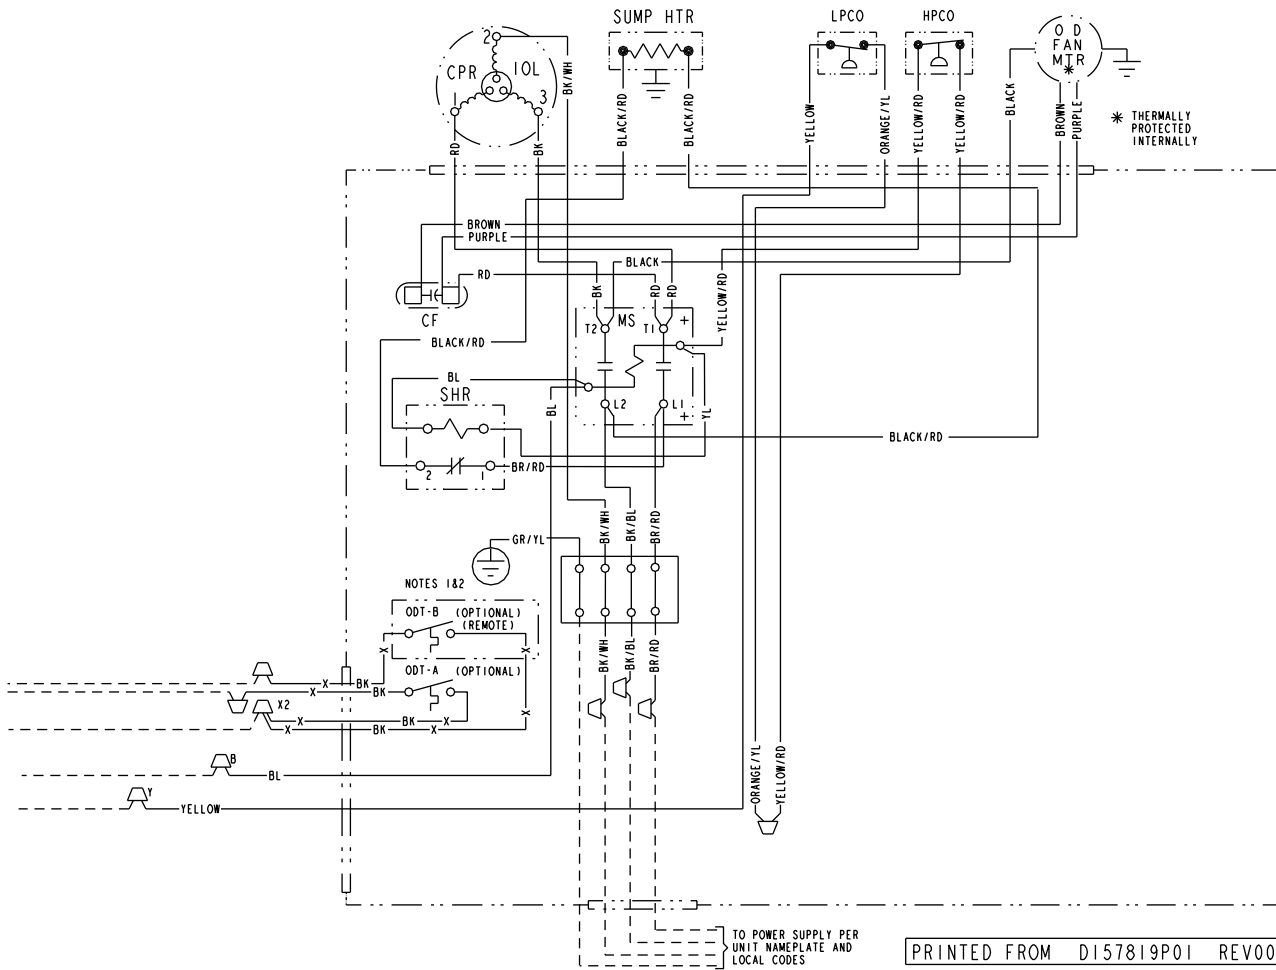 SUMP HTR
LPCO
HPCO
O D
FAN
MTR
*
2
CPR
IOL
1
3
BK/WH
BLACK/RD
BLACK/RD
YELLOW
ORANGE/YL
YELLOW/RD
YELLOW/RD
BLACK
BROWN
PURPLE
* THERMALLY
PROTECTED
INTERNALLY
RD
BK
BROWN
PURPLE
BLACK
RD
BK
RD
RD
YELLOW/RD
CF
T2
MS
T1
+
BLACK/RD
BL
SHR
BL
L2
L1
+
YL
BLACK/RD
2
1
BR/RD
BK/WH
BK/BL
BR/RD
GR/YL
NOTES 1&2
ODT-B (OPTIONAL)
(REMOTE)
X
X
ODT-A (OPTIONAL)
BK/WH
BK/BL
BR/RD
X
BK
X
BK
X2
X
BK
X
X
X
BK
X
B
BL
Y
YELLOW
ORANGE/YL
YELLOW/RD
TO POWER SUPPLY PER
UNIT NAMEPLATE AND
LOCAL CODES
PRINTED FROM D157819P01 REV00